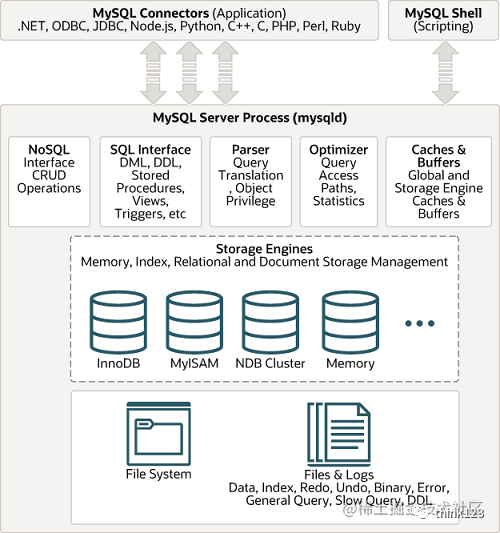 MySQL Connectors (Application)
.NET, ODBC, JDBC, Node.js, Python, C++, C, PHP, Perl, Ruby
MySQL Shell
(Scripting)
MySQL Server Process (mysqld)
NoSQL
Interface
CRUD
Operations
SQL Interface
DML, DDL,
Stored
Procedures,
Views,
Triggers, etc
Parser
Query
Translation
, Object
Privilege
Optimizer
Query
Access
Paths,
Statistics
Caches &
Buffers
Global and
Storage Engine
Caches &
Buffers
Storage Engines
Memory, Index, Relational and Document Storage Management
InnoDB
MyISAM
NDB Cluster
Memory
File System
Files & Logs
Data, Index, Redo, Undo, Binary, Error,
General Query, Slow Query, DDL
@稀土掘金技术社区
think123